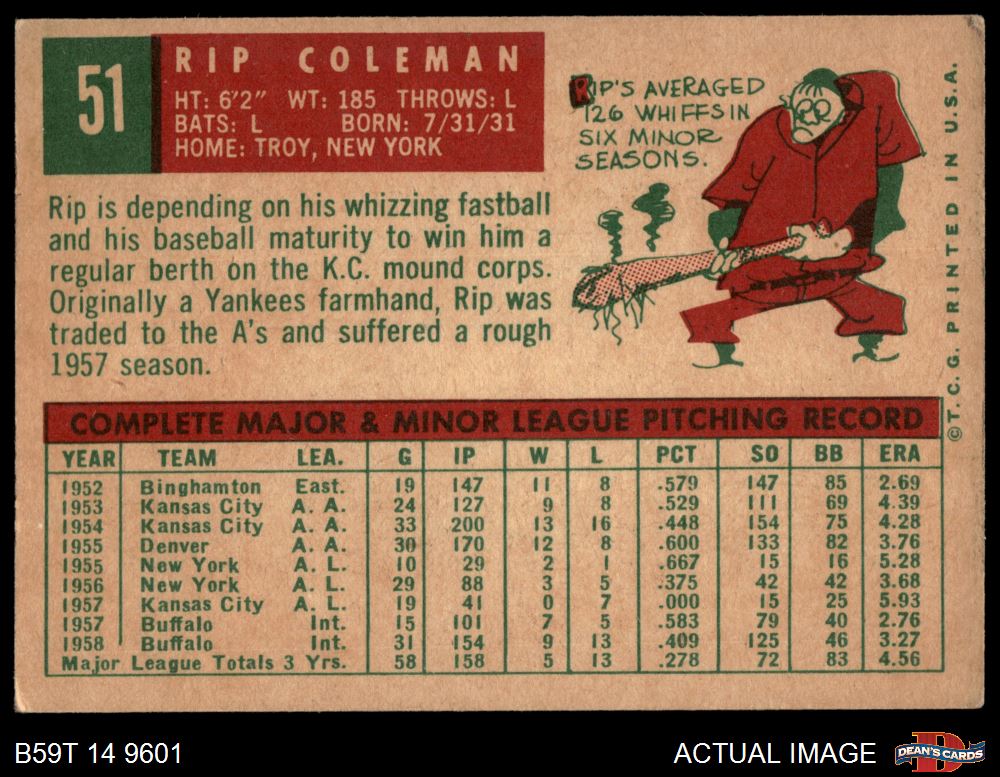 51
RIP COLEMAN
HT: 6'2" WT: 185 THROWS: L
BATS: L BORN: 7/31/31
HOME: TROY, NEW YORK
RIP'S AVERAGED
126 WHIFFS IN
SIX MINOR
SEASONS.
Rip is depending on his whizzing fastball
and his baseball maturity to win him a
regular berth on the K.C. mound corps.
Originally a Yankees farmhand, Rip was
traded to the A's and suffered a rough
1957 season.
©T.C.G. PRINTED IN U.S.A.
COMPLETE MAJOR & MINOR LEAGUE PITCHING RECORD
YEAR TEAM LEA. G IP W L PCT SO BB ERA
1952 Binghamton East. 19 147 11 8 .579 147 85 2.69
1953 Kansas City A. A. 24 127 9 8 .529 111 69 4.39
1954 Kansas City A. A. 33 200 13 16 .448 154 75 4.28
1955 Denver A. A. 30 170 12 8 .600 133 82 3.76
1955 New York A. L. 10 29 2 1 .667 15 16 5.28
1956 New York A. L. 29 88 3 5 .375 42 42 3.68
1957 Kansas City A. L. 19 41 0 7 .000 15 25 5.93
1957 Buffalo Int. 15 101 7 5 .583 79 40 2.76
1958 Buffalo Int. 31 154 9 13 .409 125 46 3.27
Major League Totals 3 Yrs. 58 158 5 13 .278 72 83 4.56
B59T 14 9601
ACTUAL IMAGE
DEAN'S CARDS